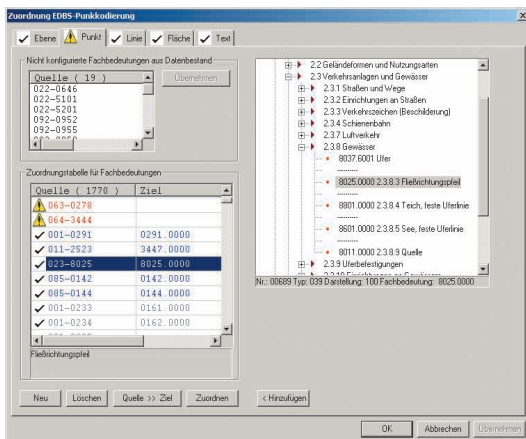 Zuordnung EDBS-Punktkodierung
Ebene Punkt Linie Fläche Text
Nicht konfigurierte Fachbedeutungen aus Datenbestand
Quelle ( 19 )
Übernehmen
022-0646
022-5101
022-5201
092-0952
092-0955
Zuordnungstabelle für Fachbedeutungen
Quelle ( 1770 ) Ziel
063-0278
064-3444
001-0291 0291.0000
011-2523 3447.0000
023-8025 8025.0000
085-0142 0142.0000
085-0144 0144.0000
001-0233 0161.0000
001-0234 0162.0000
Fließrichtungspfeil
Neu Löschen Quelle >> Ziel Zuordnen
2.2 Geländeformen und Nutzungsarten
2.3 Verkehrsanlagen und Gewässer
2.3.1 Straßen und Wege
2.3.2 Einrichtungen an Straßen
2.3.3 Verkehrszeichen (Beschilderung)
2.3.4 Schienenbahn
2.3.7 Luftverkehr
2.3.8 Gewässer
8037.6001 Ufer
----------
8025.0000 2.3.8.3 Fließrichtungspfeil
----------
8801.0000 2.3.8.4 Teich, feste Uferlinie
----------
8601.0000 2.3.8.5 See, feste Uferlinie
----------
8011.0000 2.3.8.9 Quelle
2.3.9 Uferbefestigungen
Nr.: 00689 Typ: 039 Darstellung: 100 Fachbedeutung: 8025.0000
< Hinzufügen
OK Abbrechen Übernehmen